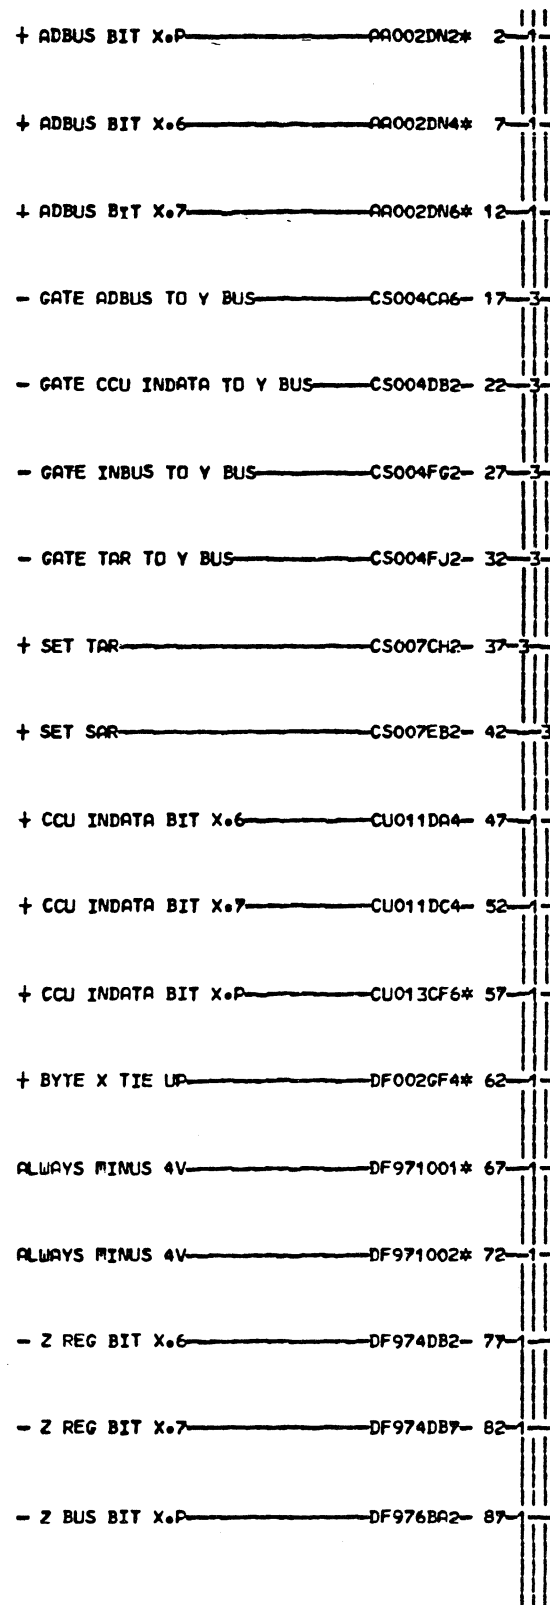 + ADBUS BIT X.P AA002DN2* 2 1
+ ADBUS BIT X.6 AA002DN4* 7 1
+ ADBUS BIT X.7 AA002DN6* 12 1
- GATE ADBUS TO Y BUS CS004CA6- 17 3
- GATE CCU INDATA TO Y BUS CS004DB2- 22 3
- GATE INBUS TO Y BUS CS004FG2- 27 3
- GATE TAR TO Y BUS CS004FJ2- 32 3
+ SET TAR CS007CH2- 37 3
+ SET SAR CS007EB2- 42 3
+ CCU INDATA BIT X.6 CU011DA4- 47 1
+ CCU INDATA BIT X.7 CU011DC4- 52 1
+ CCU INDATA BIT X.P CU013CF6* 57 1
+ BYTE X TIE UP DF002GF4* 62 1
ALWAYS MINUS 4V DF971001* 67 1
ALWAYS MINUS 4V DF971002* 72 1
- Z REG BIT X.6 DF974DB2- 77 1
- Z REG BIT X.7 DF974DB7- 82 1
- Z BUS BIT X.P DF976BA2- 87 1